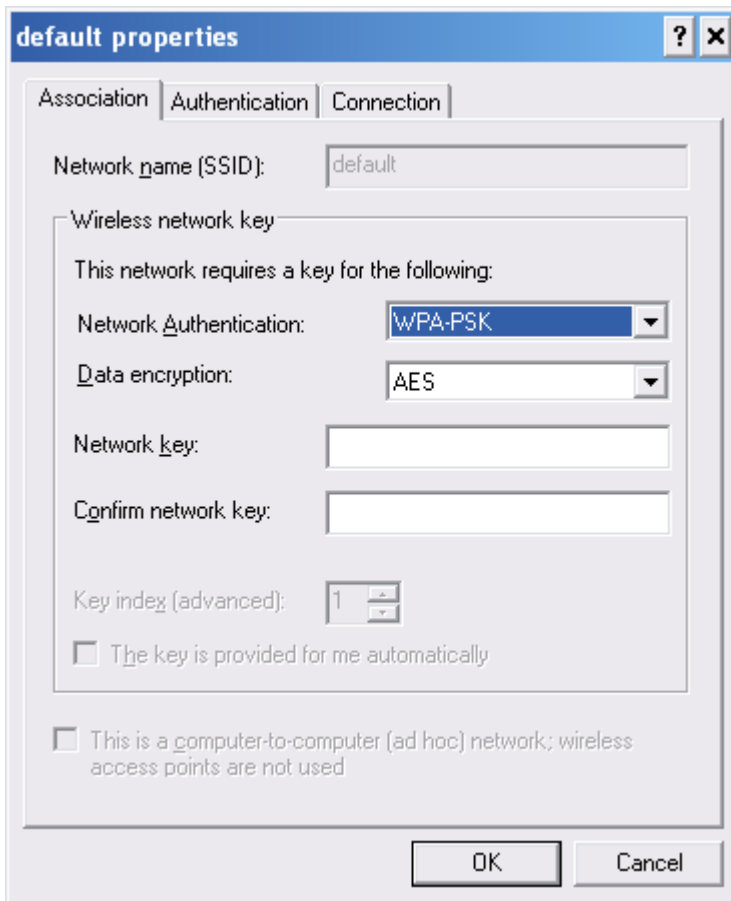 default properties
Association Authentication Connection
Network name (SSID): default
Wireless network key
This network requires a key for the following:
Network Authentication: WPA-PSK
Data encryption: AES
Network key:
Confirm network key:
Key index (advanced): 1
The key is provided for me automatically
This is a computer-to-computer (ad hoc) network; wireless
access points are not used
OK Cancel